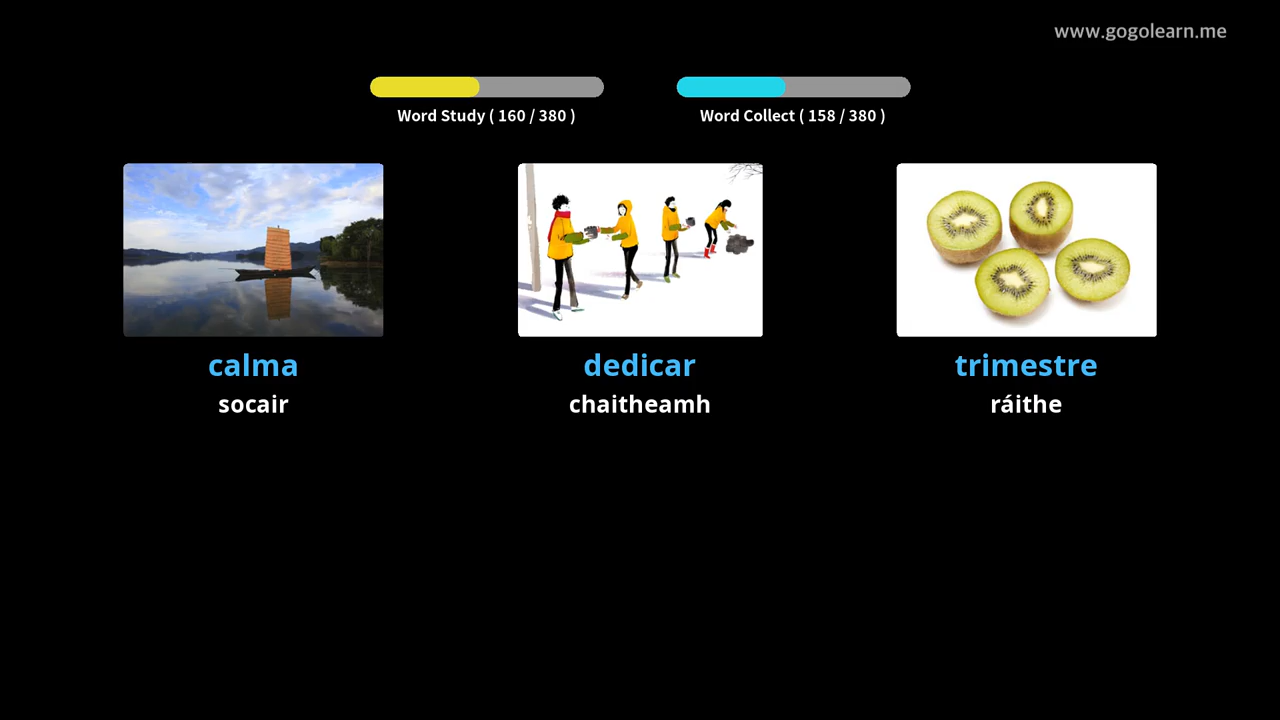 www.gogolearn.me
Word Study ( 160 / 380 )
Word Collect ( 158 / 380 )
calma
socair
dedicar
chaitheamh
trimestre
ráithe